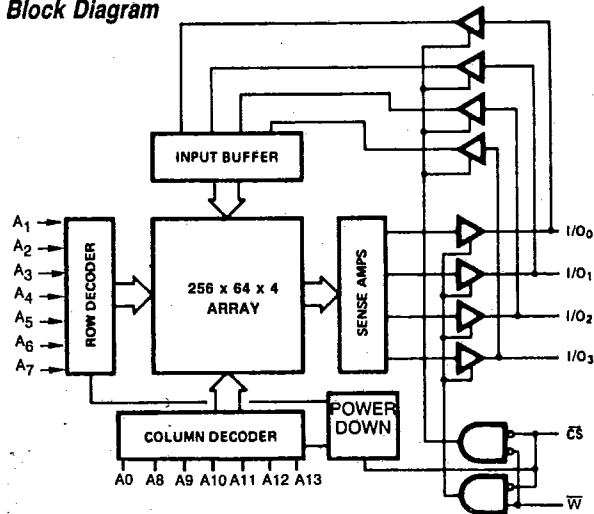 Block Diagram
INPUT BUFFER
A1
A2
A3
A4
A5
A6
A7
ROW DECODER
256 x 64 x 4
ARRAY
SENSE AMPS
I/O0
I/O1
I/O2
I/O3
COLUMN DECODER
POWER
DOWN
A0 A8 A9 A10 A11 A12 A13
C̅S̅
W̅